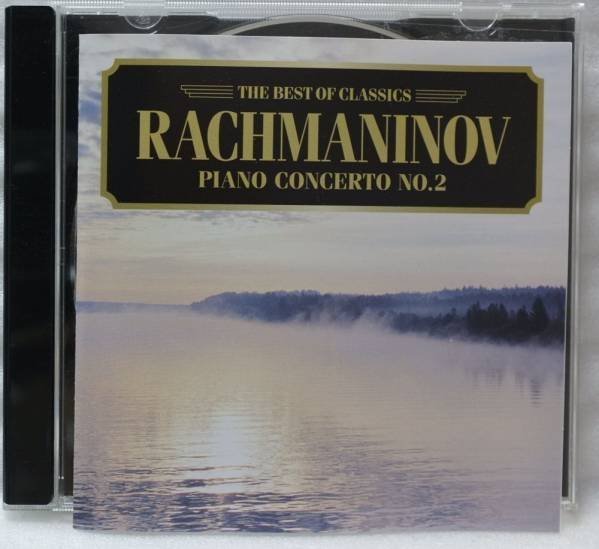 THE BEST OF CLASSICS
RACHMANINOV
PIANO CONCERTO NO.2